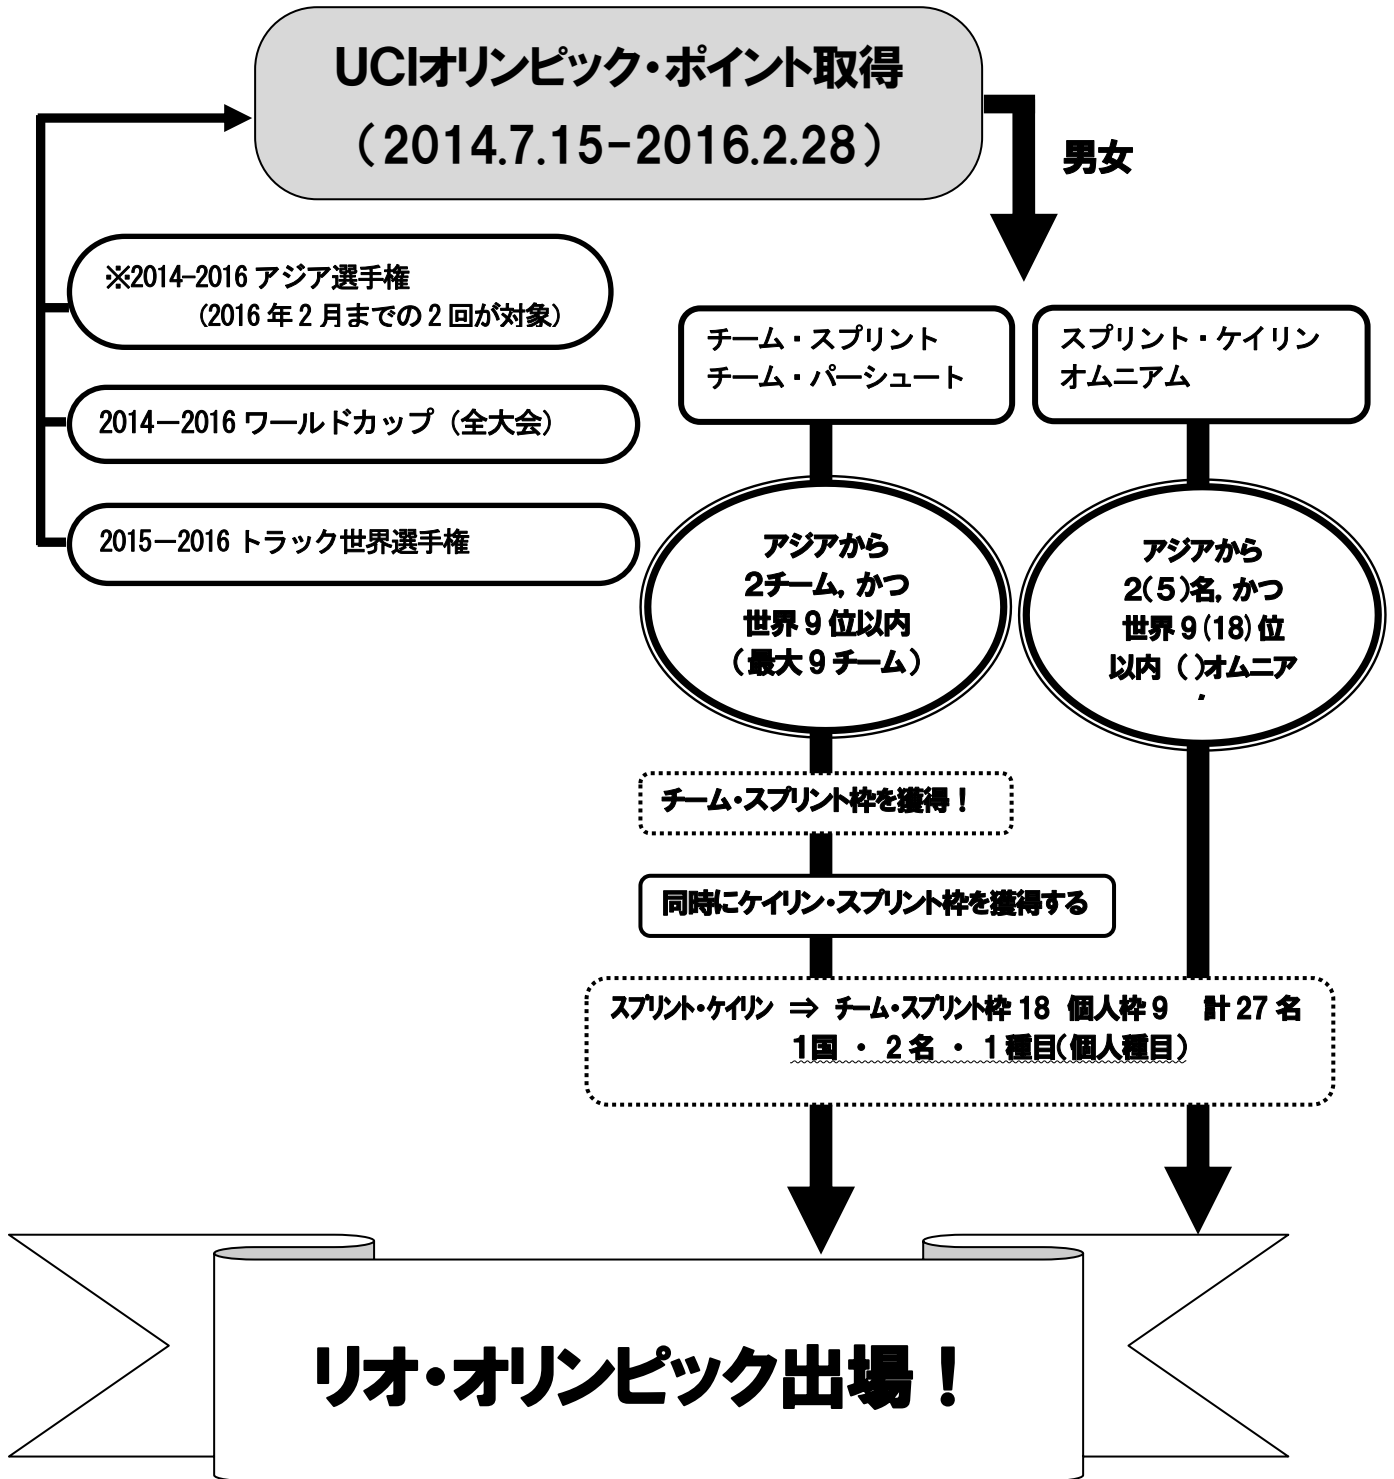 UCIオリンピック・ポイント取得
（2014.7.15-2016.2.28）
男女
※2014-2016 アジア選手権
（2016 年 2 月までの 2 回が対象）
2014－2016 ワールドカップ（全大会）
2015－2016 トラック世界選手権
チーム・スプリント
チーム・パーシュート
スプリント・ケイリン
オムニアム
アジアから
2チーム，かつ
世界 9 位以内
（最大 9 チーム）
アジアから
2(5)名，かつ
世界 9(18)位
以内（ )オムニア
チーム・スプリント枠を獲得！
同時にケイリン・スプリント枠を獲得する
スプリント・ケイリン ⇒ チーム・スプリント枠 18 個人枠 9 計 27 名
1国 ・ 2 名 ・ 1 種目（個人種目）
リオ・オリンピック出場！